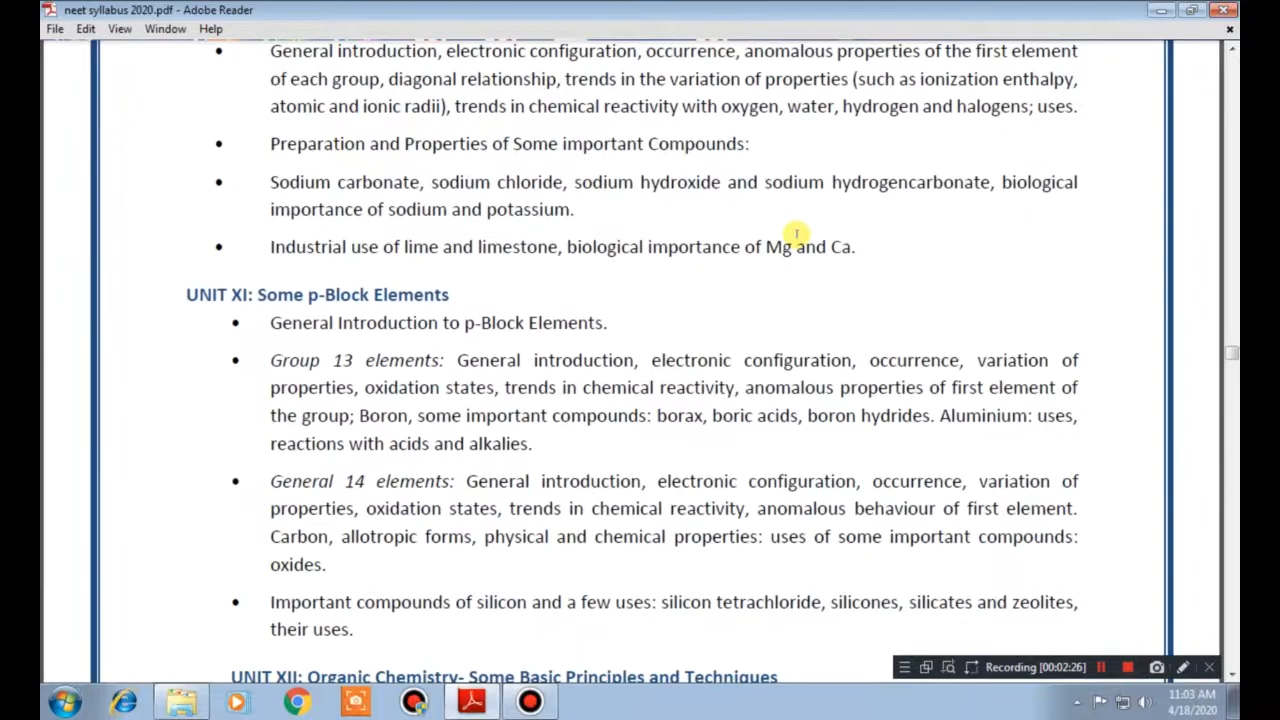 neet syllabus 2020.pdf - Adobe Reader
File Edit View Window Help
• General introduction, electronic configuration, occurrence, anomalous properties of the first element
of each group, diagonal relationship, trends in the variation of properties (such as ionization enthalpy,
atomic and ionic radii), trends in chemical reactivity with oxygen, water, hydrogen and halogens; uses.
• Preparation and Properties of Some important Compounds:
• Sodium carbonate, sodium chloride, sodium hydroxide and sodium hydrogencarbonate, biological
importance of sodium and potassium.
• Industrial use of lime and limestone, biological importance of Mg and Ca.
UNIT XI: Some p-Block Elements
• General Introduction to p-Block Elements.
• Group 13 elements: General introduction, electronic configuration, occurrence, variation of
properties, oxidation states, trends in chemical reactivity, anomalous properties of first element of
the group; Boron, some important compounds: borax, boric acids, boron hydrides. Aluminium: uses,
reactions with acids and alkalies.
• General 14 elements: General introduction, electronic configuration, occurrence, variation of
properties, oxidation states, trends in chemical reactivity, anomalous behaviour of first element.
Carbon, allotropic forms, physical and chemical properties: uses of some important compounds:
oxides.
• Important compounds of silicon and a few uses: silicon tetrachloride, silicones, silicates and zeolites,
their uses.
Recording [00:02:26]
UNIT XII: Organic Chemistry- Some Basic Principles and Techniques
11:03 AM
4/18/2020